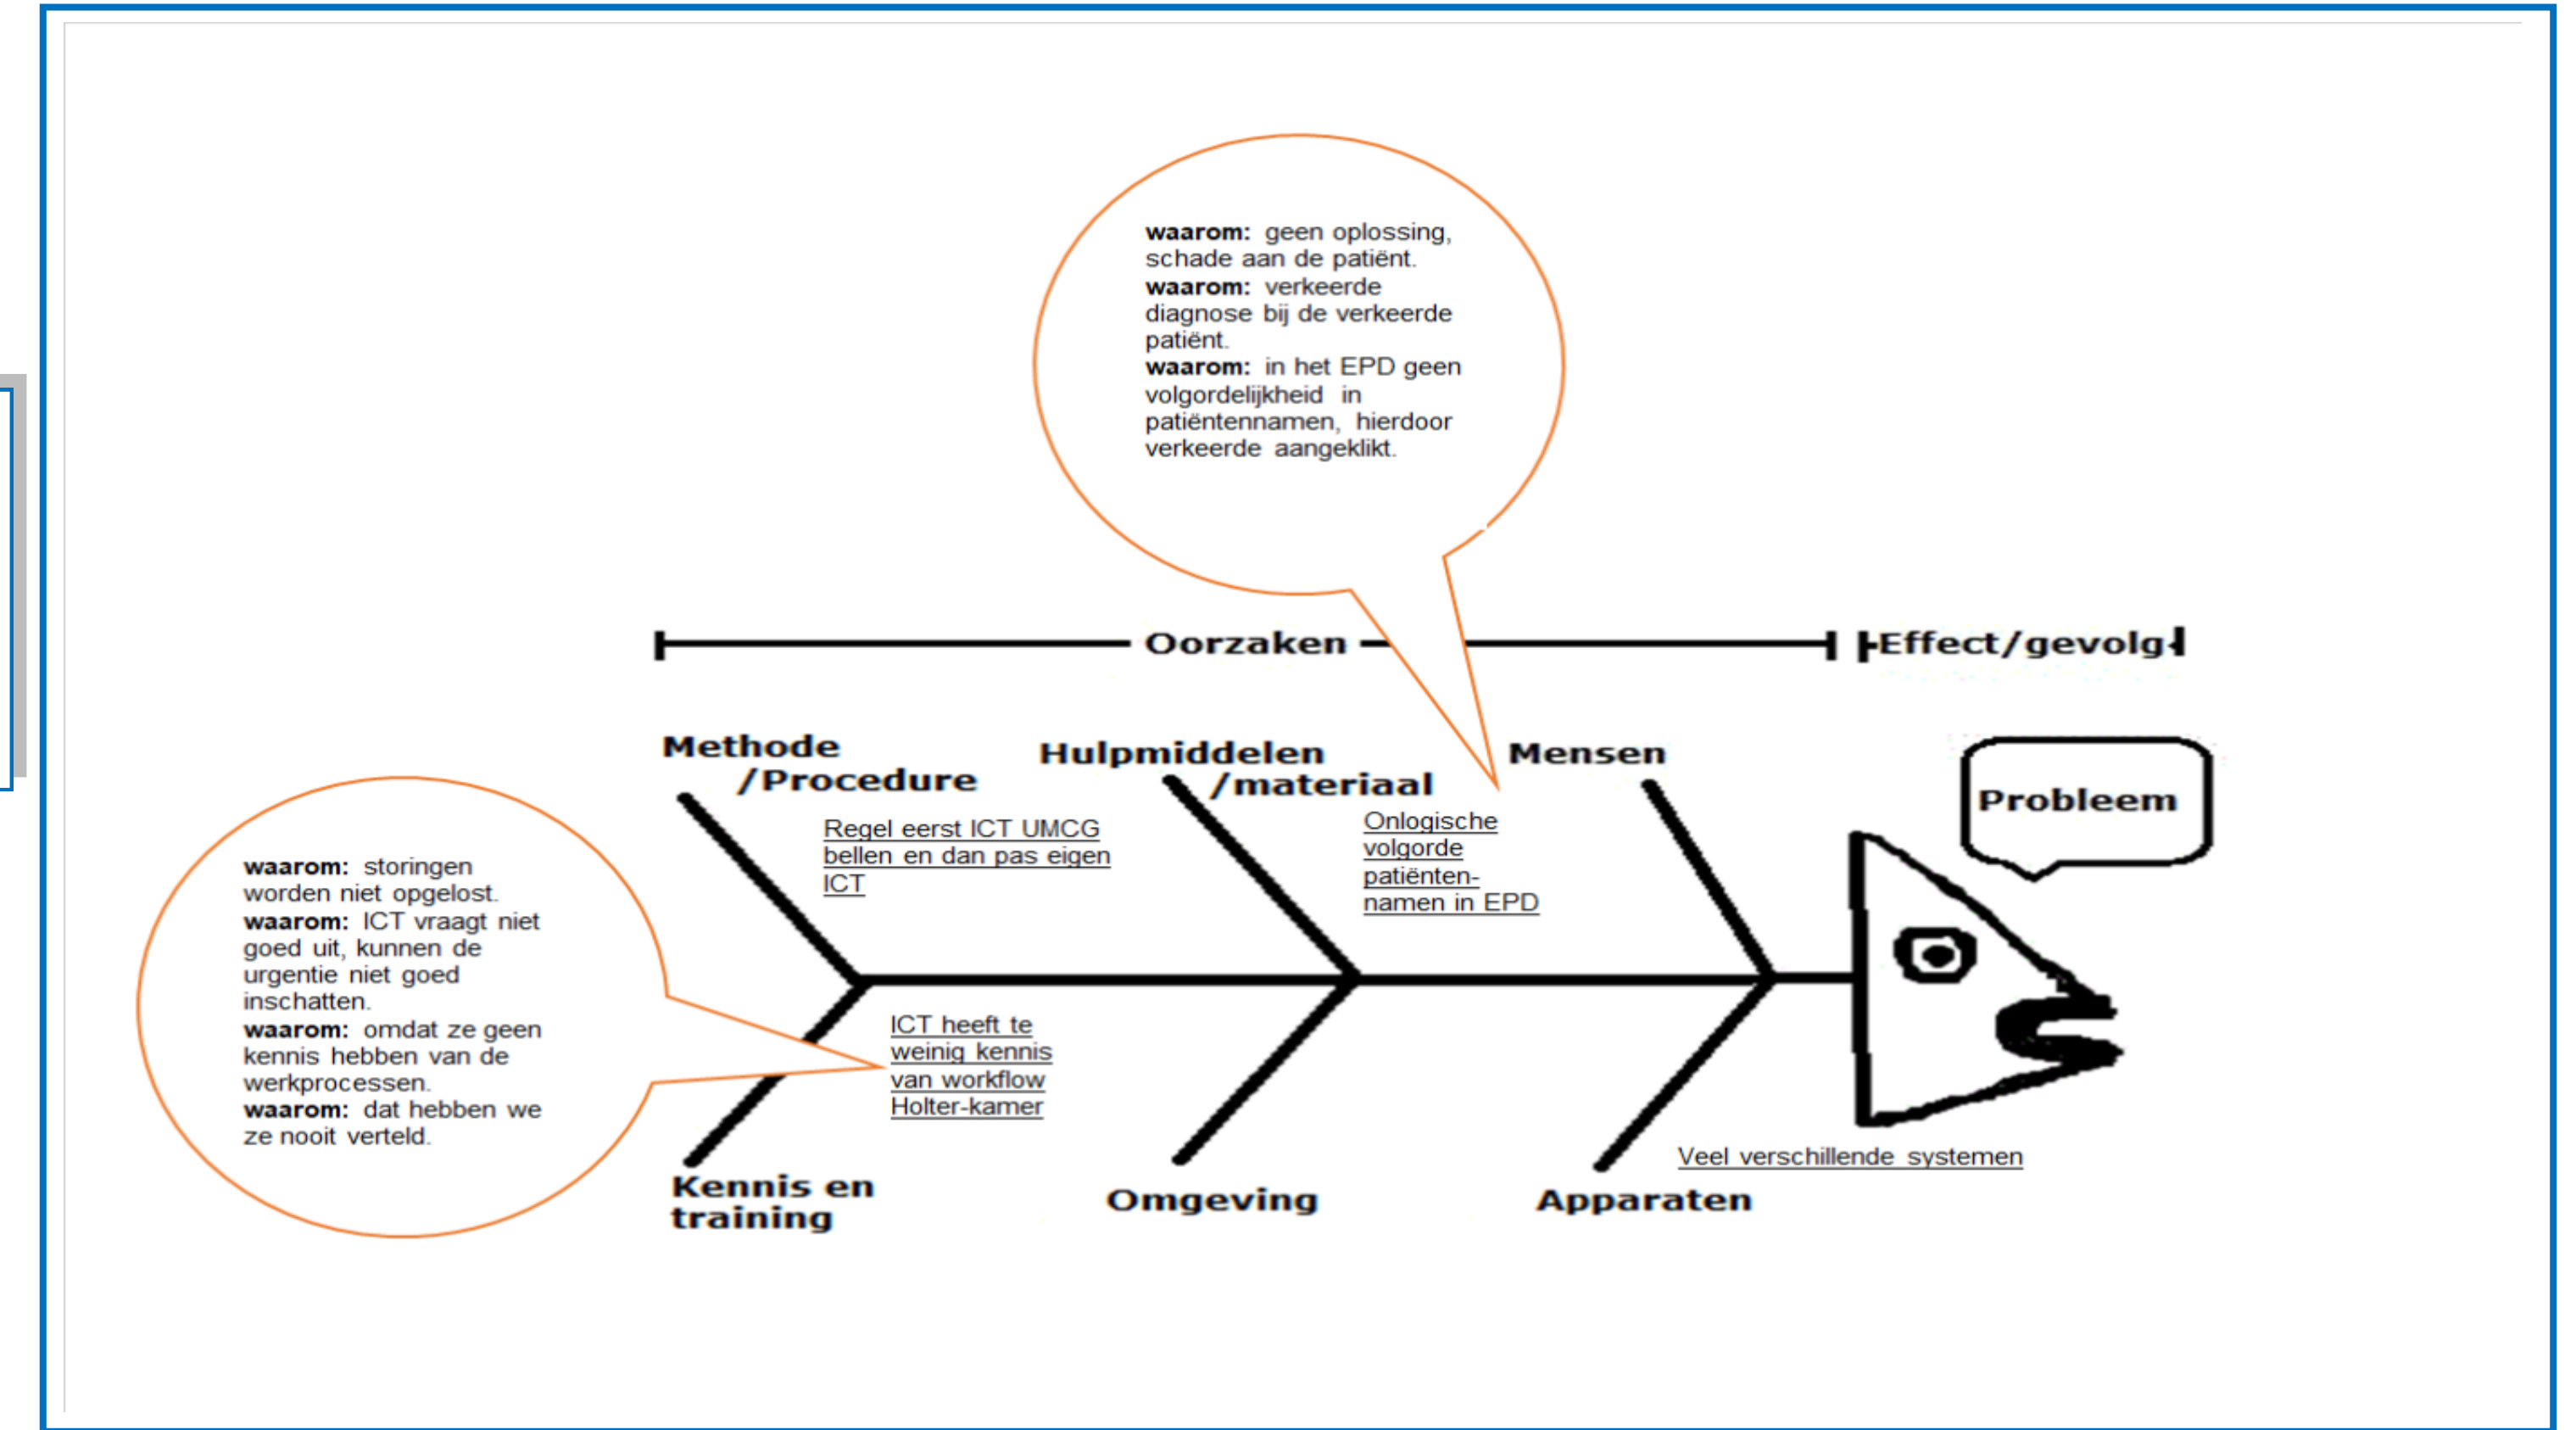 waarom: geen oplossing,
schade aan de patiënt.
waarom: verkeerde
diagnose bij de verkeerde
patiënt.
waarom: in het EPD geen
volgordelijkheid in
patiëntennamen, hierdoor
verkeerde aangeklikt.
Oorzaken
Effect/gevolg
Methode
/Procedure
Hulpmiddelen
/materiaal
Mensen
Probleem
Regel eerst ICT UMCG
bellen en dan pas eigen
ICT
Onlogische
volgorde
patiënten-
namen in EPD
waarom: storingen
worden niet opgelost.
waarom: ICT vraagt niet
goed uit, kunnen de
urgentie niet goed
inschatten.
waarom: omdat ze geen
kennis hebben van de
werkprocessen.
waarom: dat hebben we
ze nooit verteld.
ICT heeft te
weinig kennis
van workflow
Holter-kamer
Veel verschillende systemen
Kennis en
training
Omgeving
Apparaten